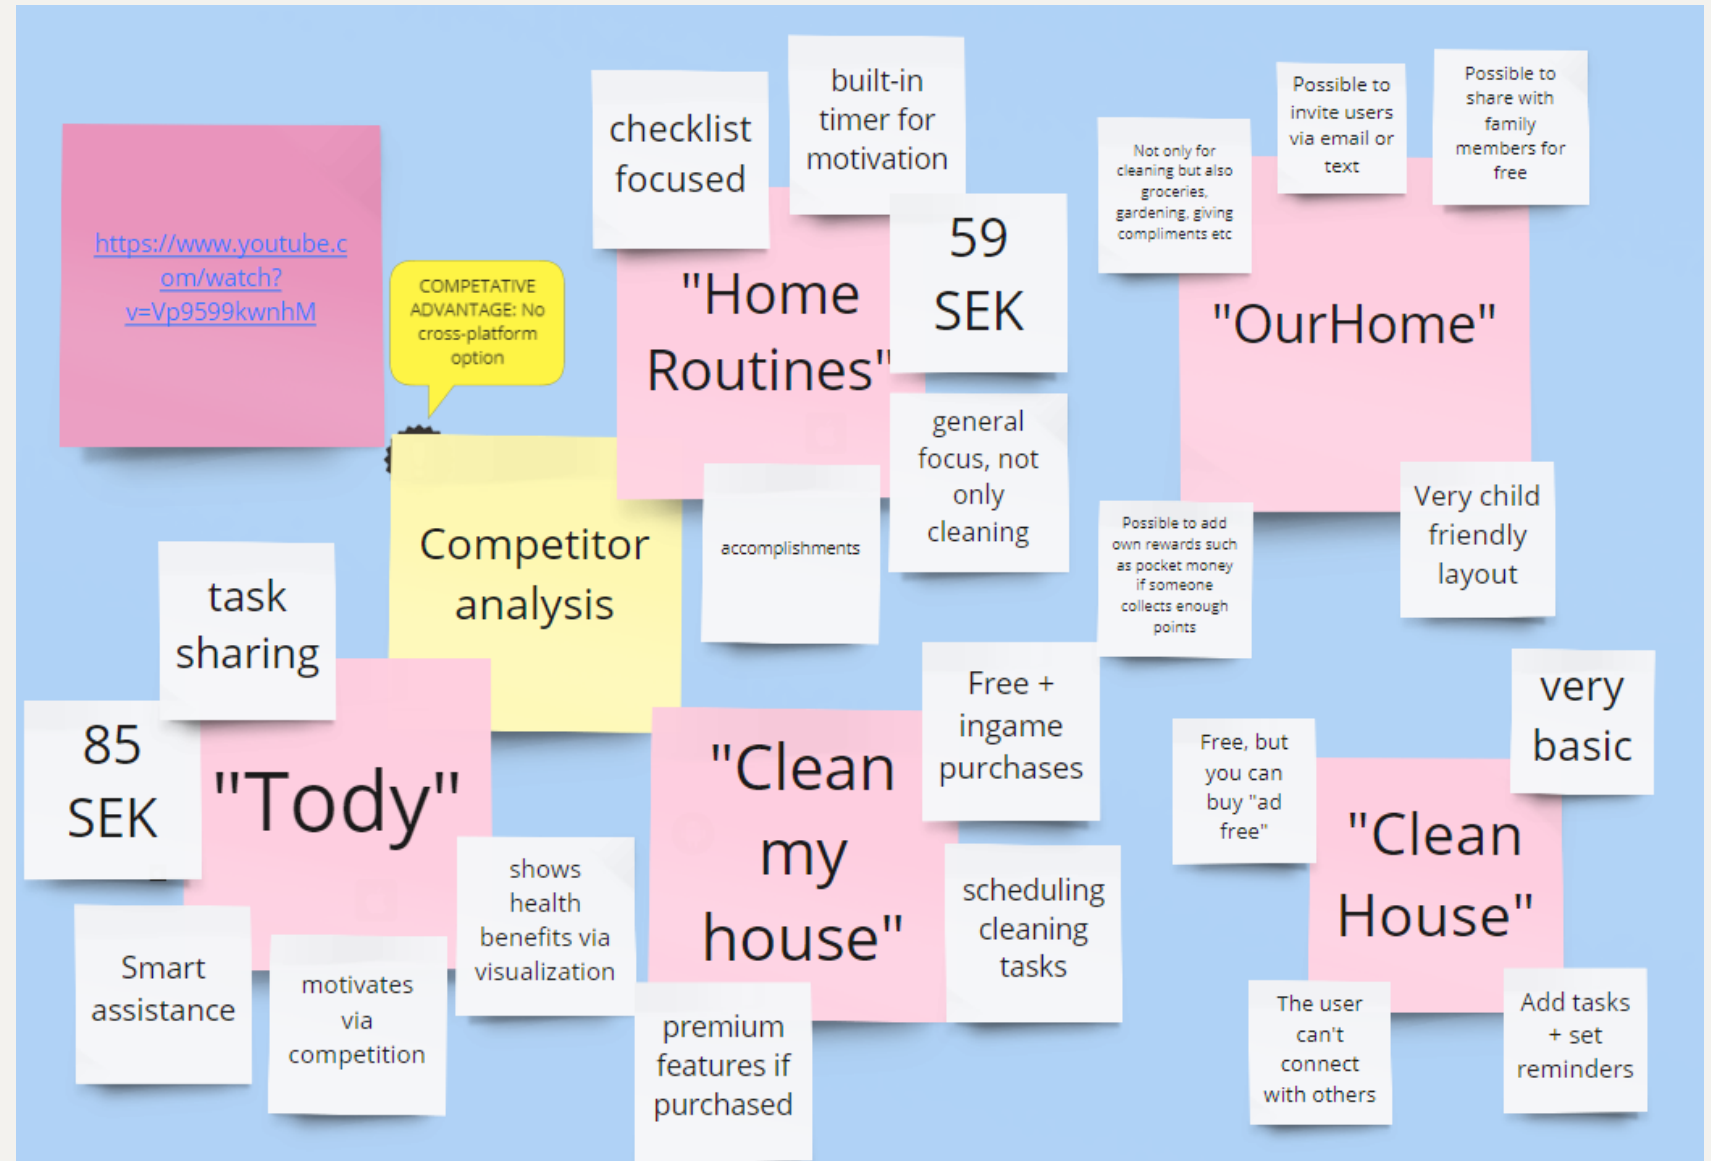 https://www.youtube.c
om/watch?
v=Vp9599kwnhM
COMPETATIVE
ADVANTAGE: No
cross-platform
option
Competitor
analysis
checklist
focused
built-in
timer for
motivation
"Home
Routines"
59
SEK
general
focus, not
only
cleaning
accomplishments
Not only for
cleaning but also
groceries,
gardening, giving
compliments etc
Possible to
invite users
via email or
text
Possible to
share with
family
members for
free
"OurHome"
Possible to add
own rewards such
as pocket money
if someone
collects enough
points
Very child
friendly
layout
task
sharing
85
SEK
"Tody"
Smart
assistance
motivates
via
competition
shows
health
benefits via
visualization
"Clean
my
house"
Free +
ingame
purchases
scheduling
cleaning
tasks
premium
features if
purchased
Free, but
you can
buy "ad
free"
very
basic
"Clean
House"
The user
can't
connect
with others
Add tasks
+ set
reminders